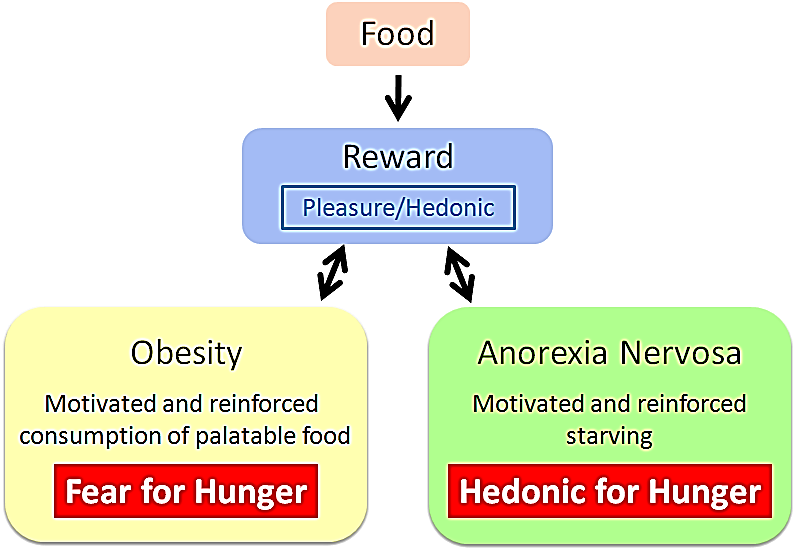 Food
Reward
Pleasure/Hedonic
Obesity
Motivated and reinforced
consumption of palatable food
Fear for Hunger
Anorexia Nervosa
Motivated and reinforced
starving
Hedonic for Hunger